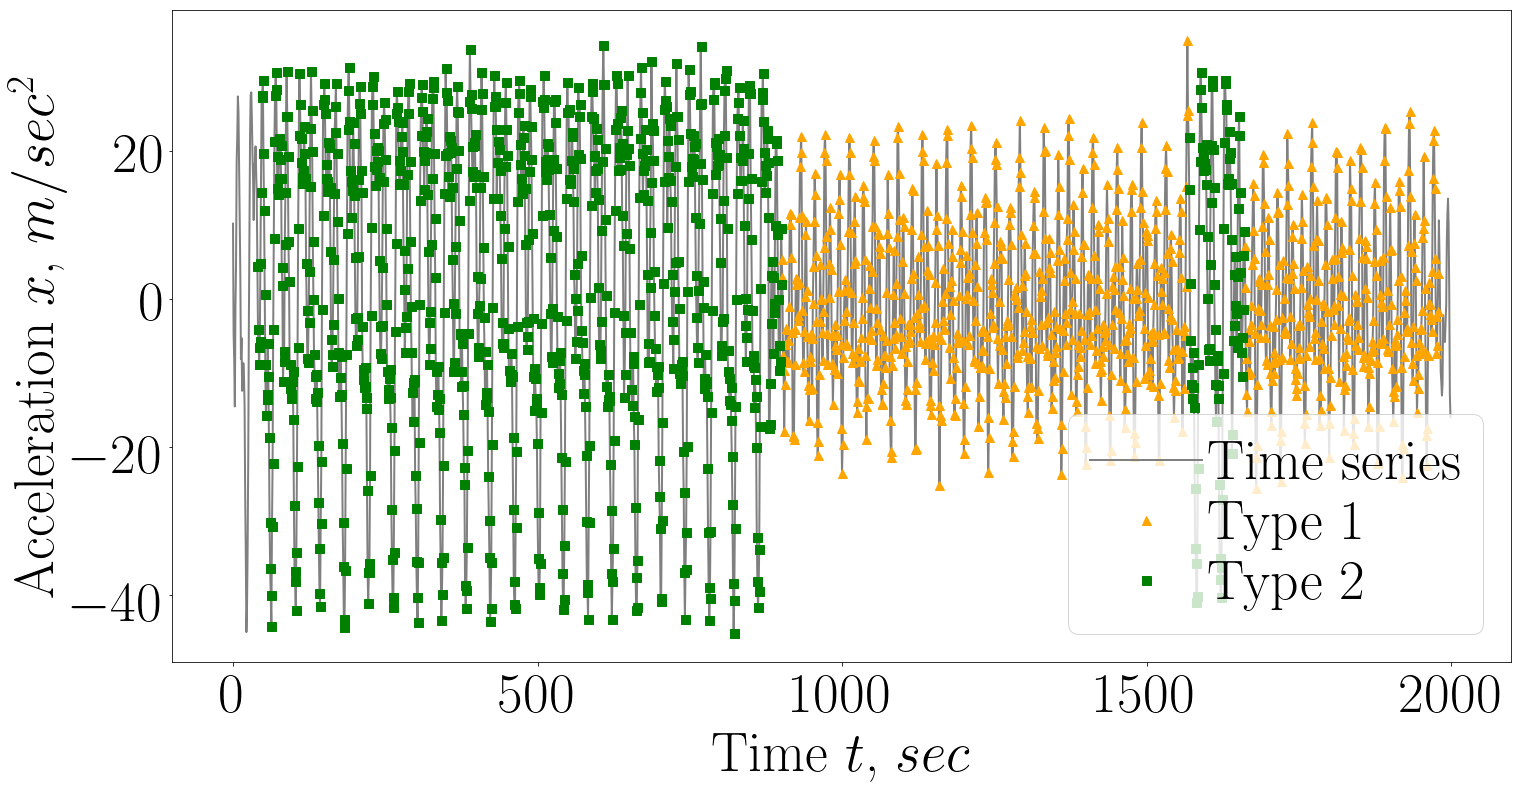 Acceleration x, m/sec²
20
0
−20
−40
0
500
1000
1500
2000
Time t, sec
Time series
Type 1
Type 2